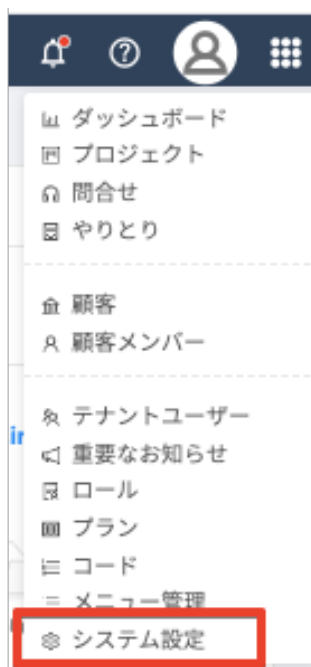 ダッシュボード
プロジェクト
問合せ
やりとり
顧客
顧客メンバー
テナントユーザー
重要なお知らせ
ロール
プラン
コード
メニュー管理
システム設定